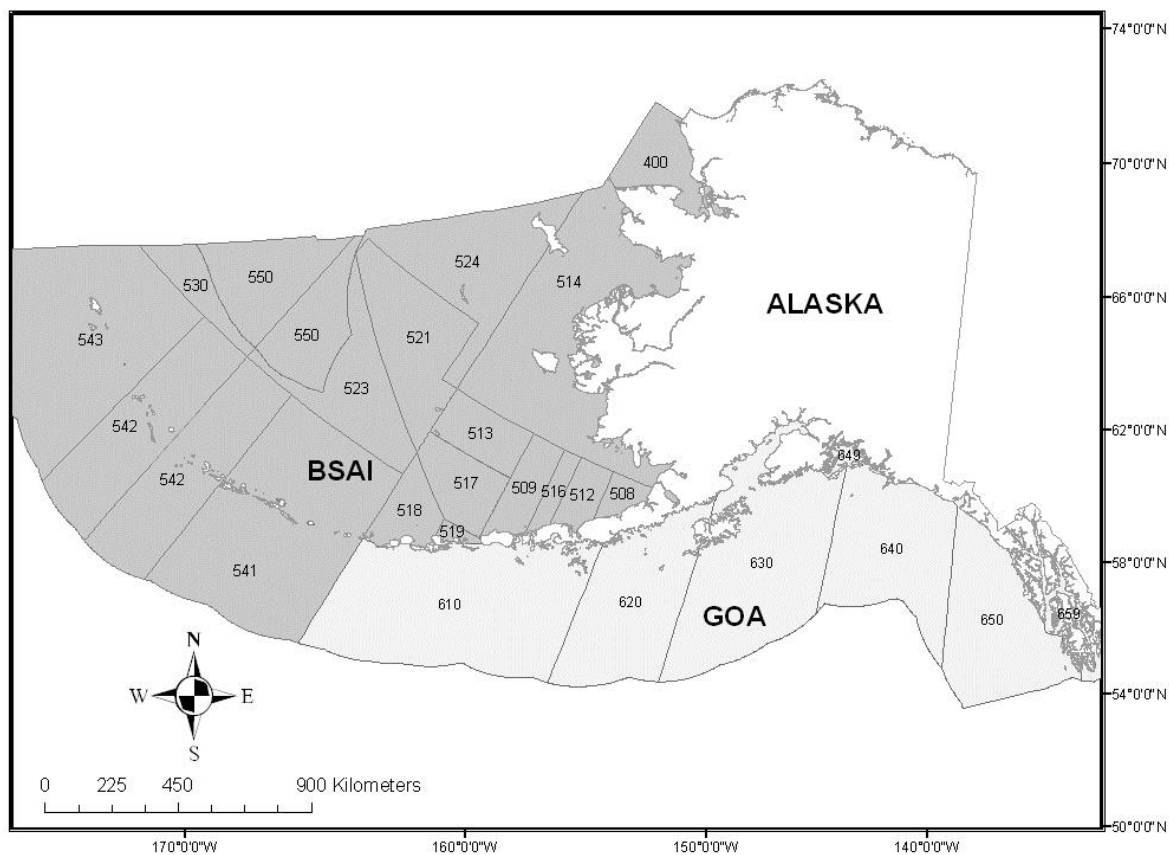 74°0'0"N
400
70°0'0"N
524
530
550
514
66°0'0"N
ALASKA
550
521
543
523
542
513
62°0'0"N
649
BSAI
542
517
509
516
512
508
518
519
640
58°0'0"N
541
630
610
620
GOA
659
650
N
W
E
54°0'0"N
S
0 225 450 900 Kilometers
50°0'0"N
170°0'0"W 160°0'0"W 150°0'0"W 140°0'0"W